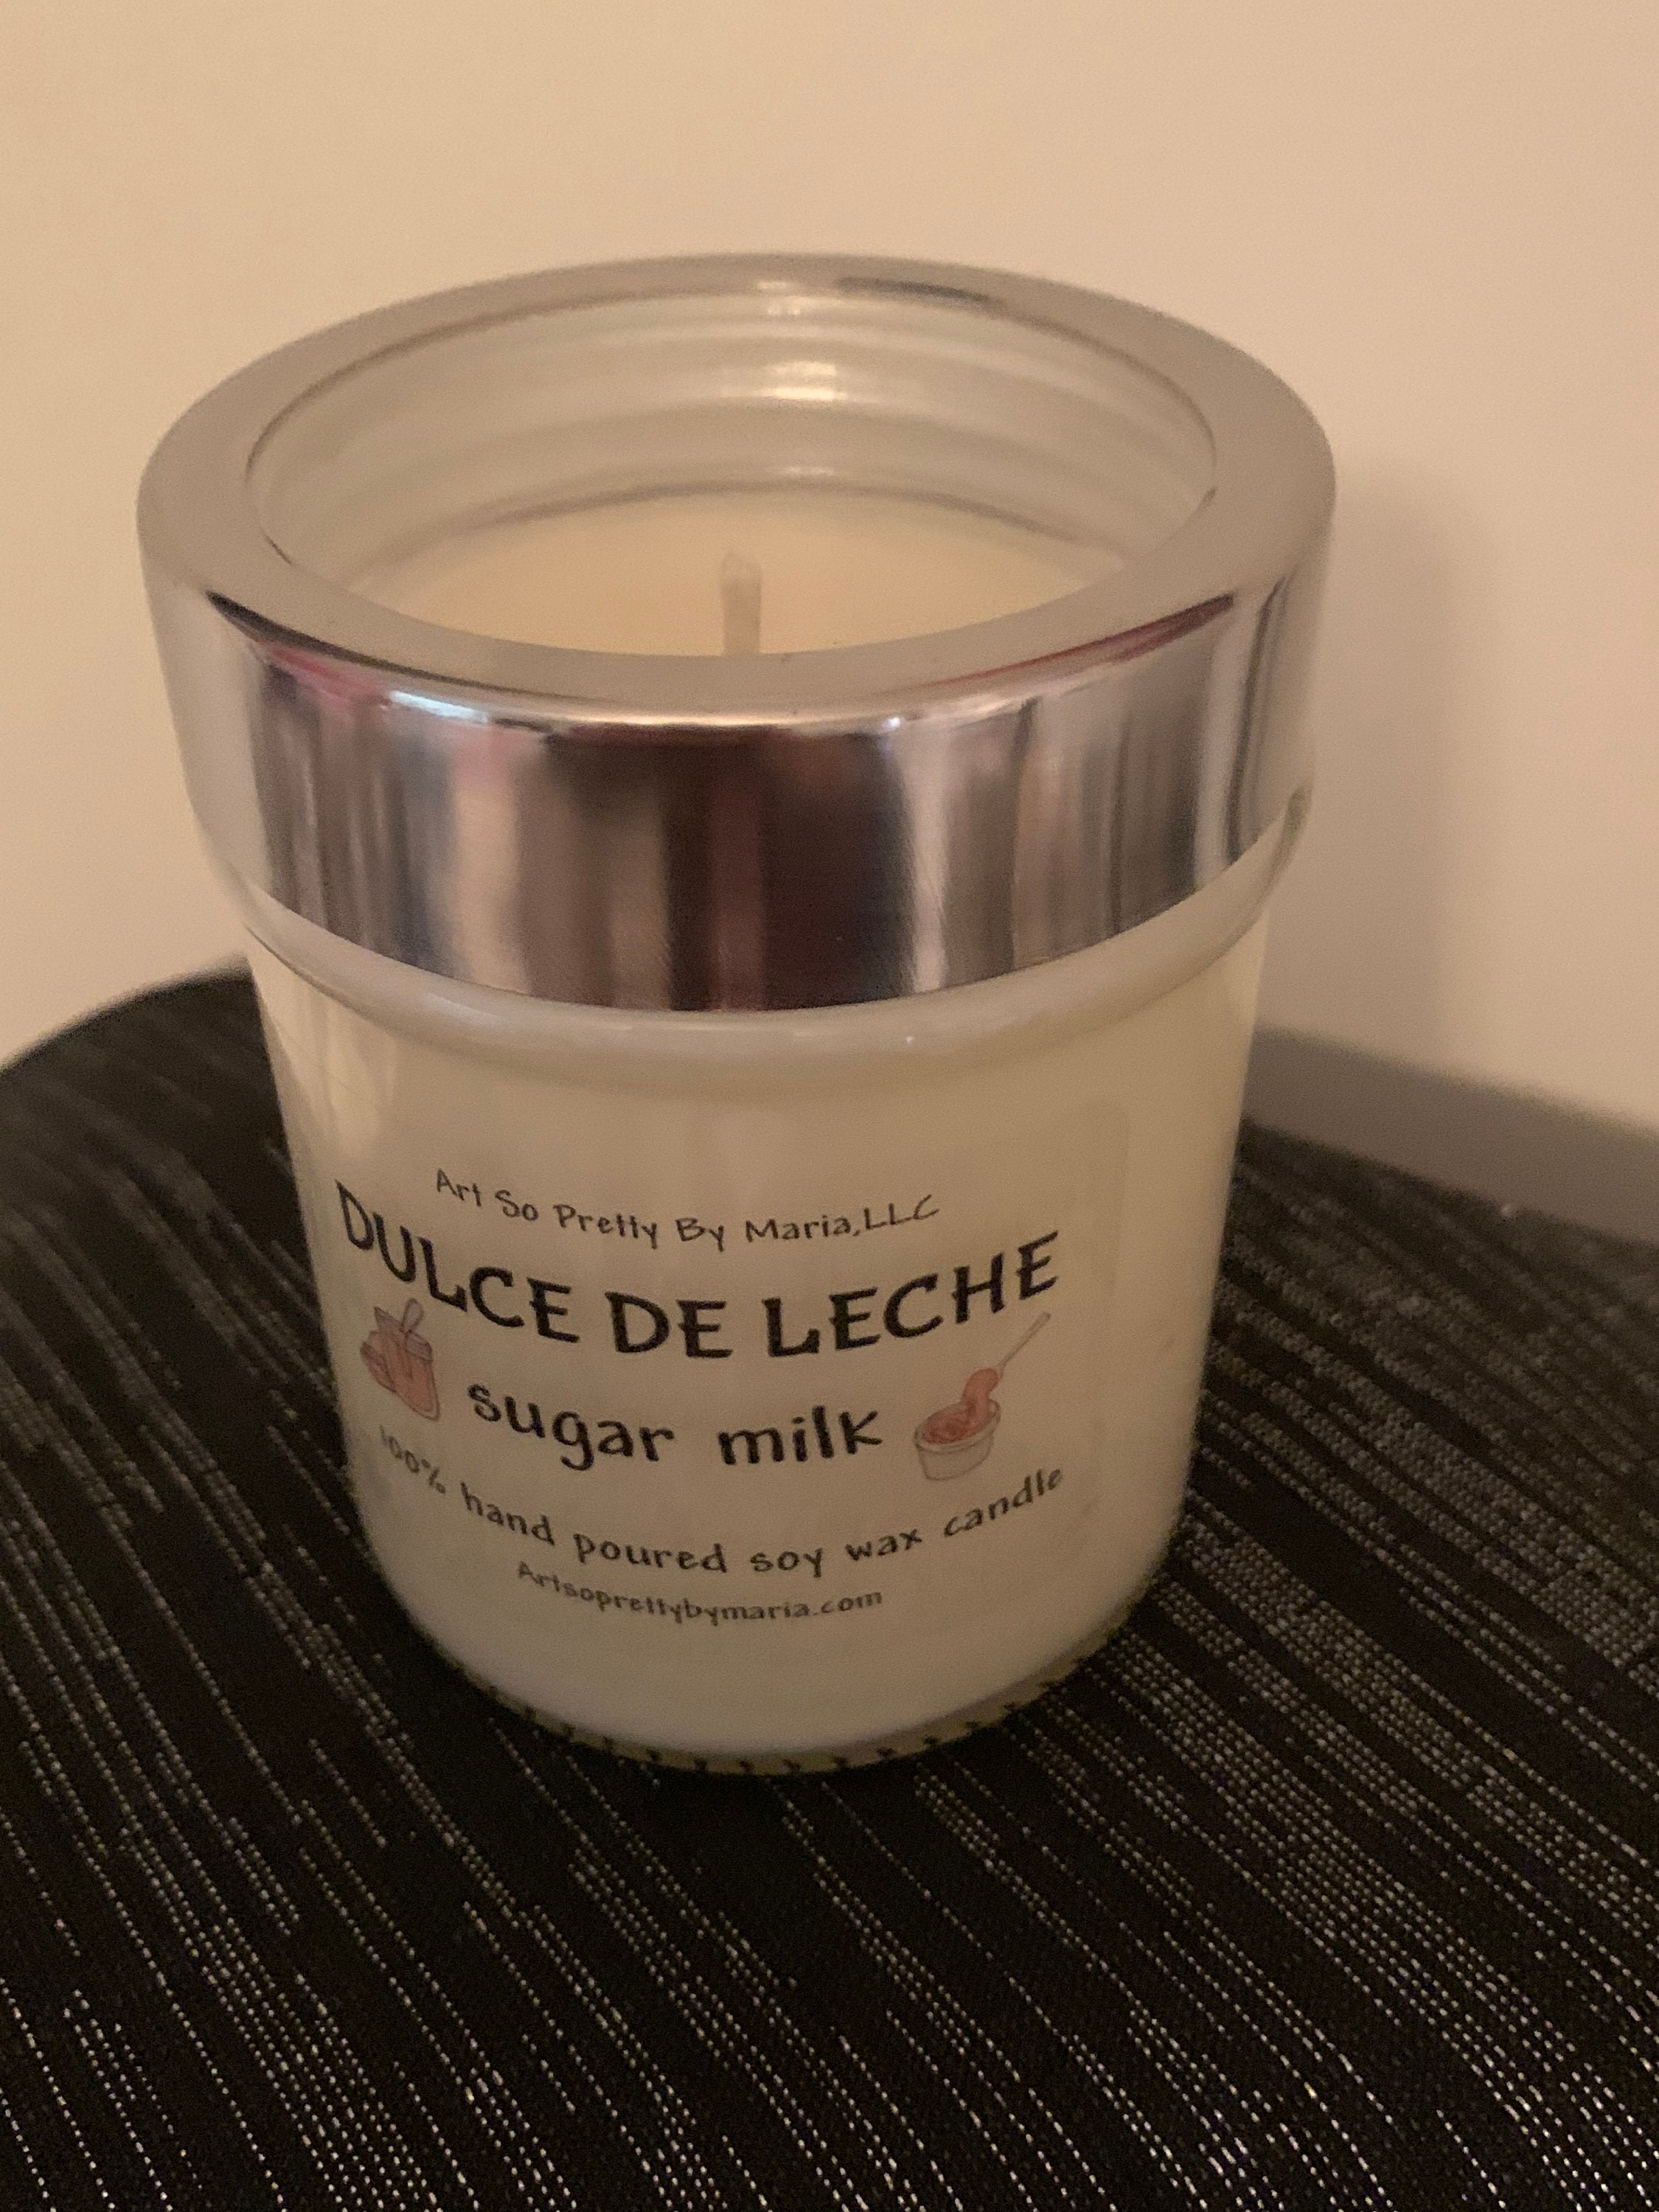 Art So Pretty By Maria,LLC
DULCE DE LECHE
sugar milk
100% hand poured soy wax candle
Artsoprettybymaria.com